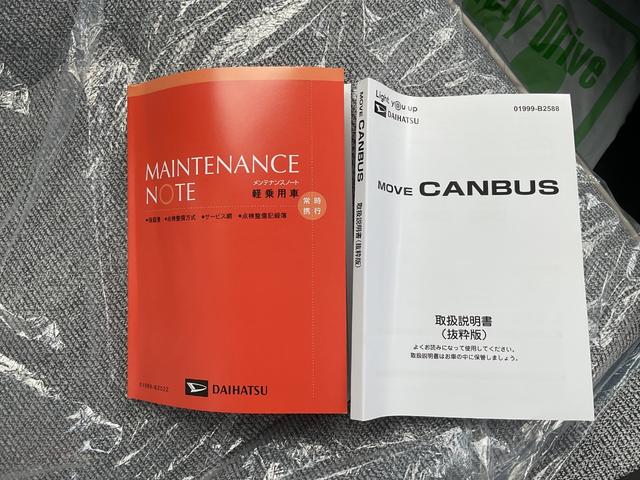 MAINTENANCE
NOTE
メンテナンスノート
軽乗用車
常時
携行
●保証書 ●点検整備方式 ●サービス網 ●点検整備記録簿
DAIHATSU
MOVE CANBUS
取扱説明書(抜粋版)
Light you up
DAIHATSU
01999-B2588
MOVE CANBUS
取扱説明書
(抜粋版)
よくお読みになって使用してください。
取扱説明書はお車の中に保管しましょう。
Drive